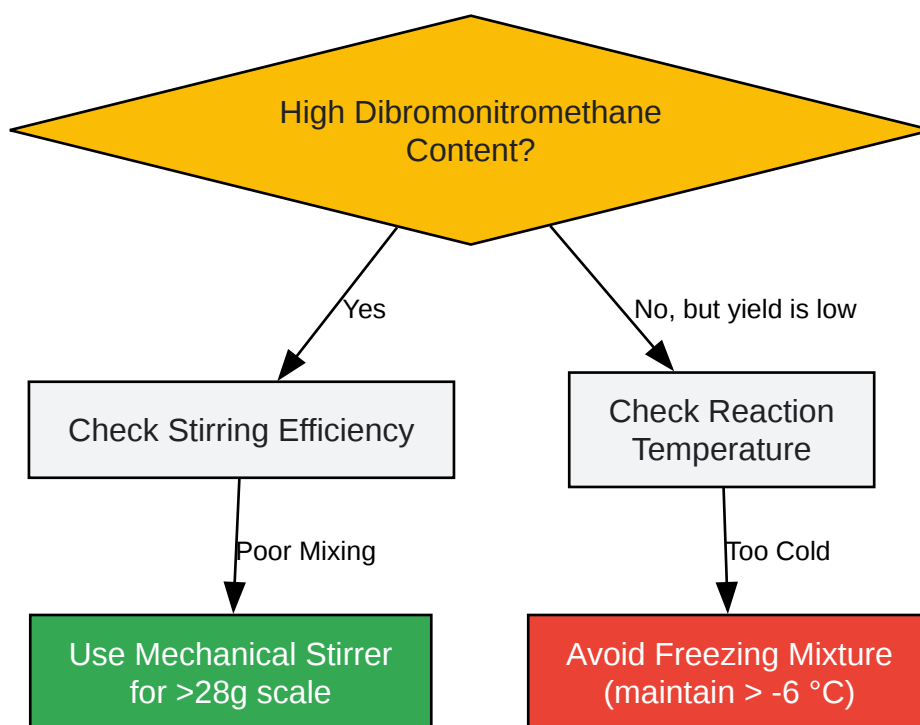 High Dibromonitromethane
Content?
Yes
No, but yield is low
Check Stirring Efficiency
Check Reaction
Temperature
Poor Mixing
Too Cold
Use Mechanical Stirrer
for >28g scale
Avoid Freezing Mixture
(maintain > -6 °C)